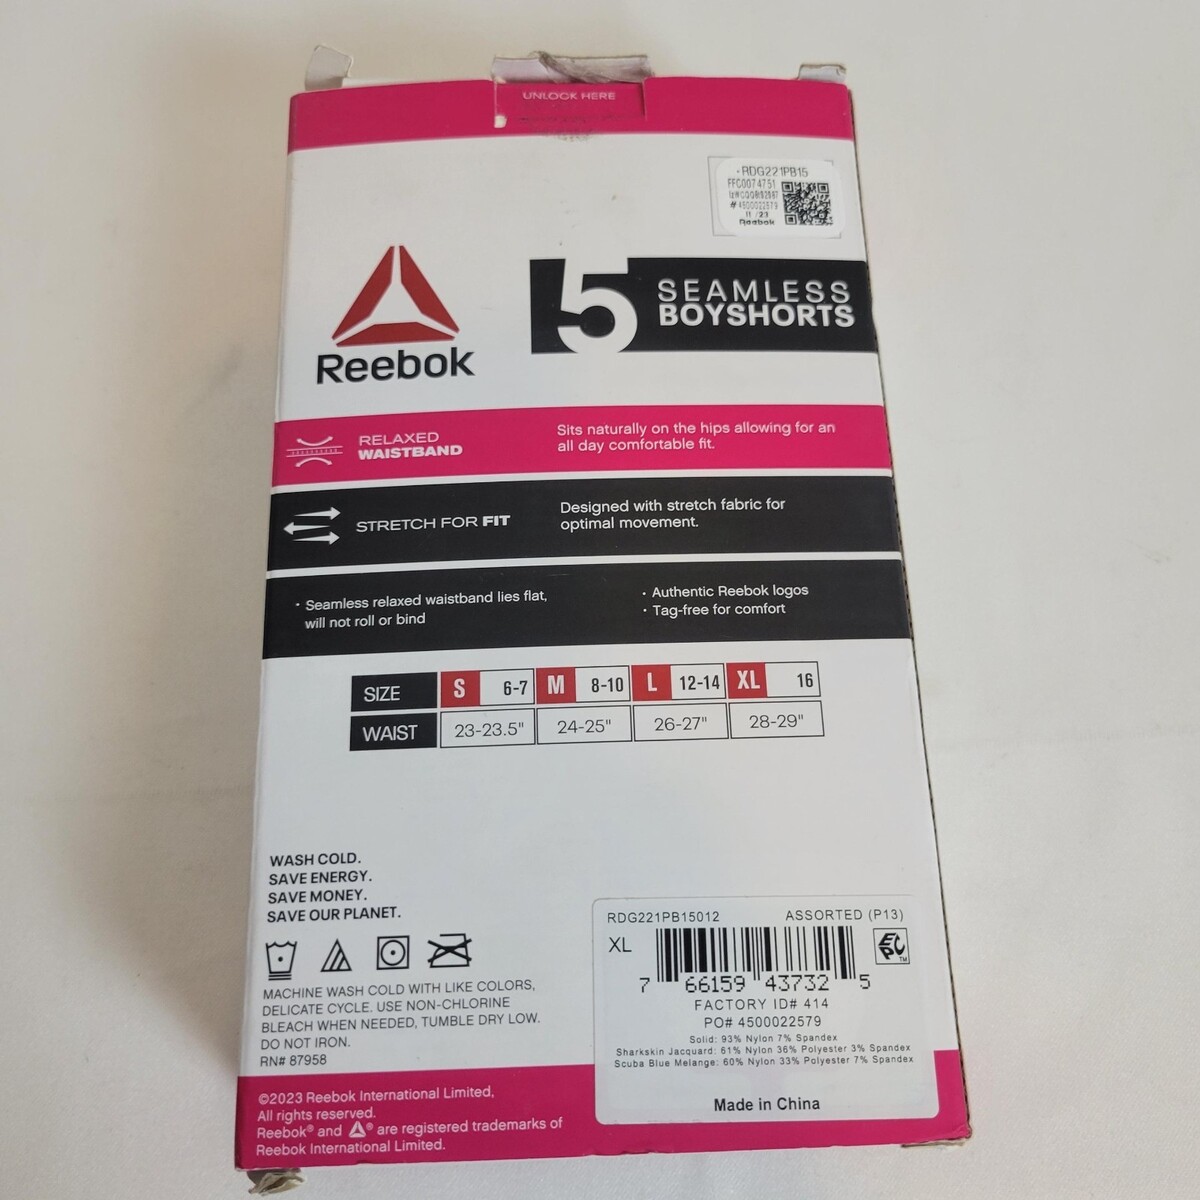 UNLOCK HERE
RDG221PB15
FFC0074751
# 4500022579
11 / 23
Reebok
Reebok
5 SEAMLESS
BOYSHORTS
RELAXED
WAISTBAND
Sits naturally on the hips allowing for an
all day comfortable fit.
STRETCH FOR FIT
Designed with stretch fabric for
optimal movement.
• Seamless relaxed waistband lies flat,
will not roll or bind
• Authentic Reebok logos
• Tag-free for comfort
SIZE S 6-7 M 8-10 L 12-14 XL 16
WAIST 23-23.5" 24-25" 26-27" 28-29"
WASH COLD.
SAVE ENERGY.
SAVE MONEY.
SAVE OUR PLANET.
MACHINE WASH COLD WITH LIKE COLORS,
DELICATE CYCLE. USE NON-CHLORINE
BLEACH WHEN NEEDED, TUMBLE DRY LOW.
DO NOT IRON.
RN# 87958
RDG221PB15012 ASSORTED (P13)
XL
EPC™
7 66159 43732 5
FACTORY ID# 414
PO# 4500022579
Solid: 93% Nylon 7% Spandex
Sharkskin Jacquard: 61% Nylon 36% Polyester 3% Spandex
Scuba Blue Melange: 60% Nylon 33% Polyester 7% Spandex
Made in China
©2023 Reebok International Limited,
All rights reserved.
Reebok® and ® are registered trademarks of
Reebok International Limited.